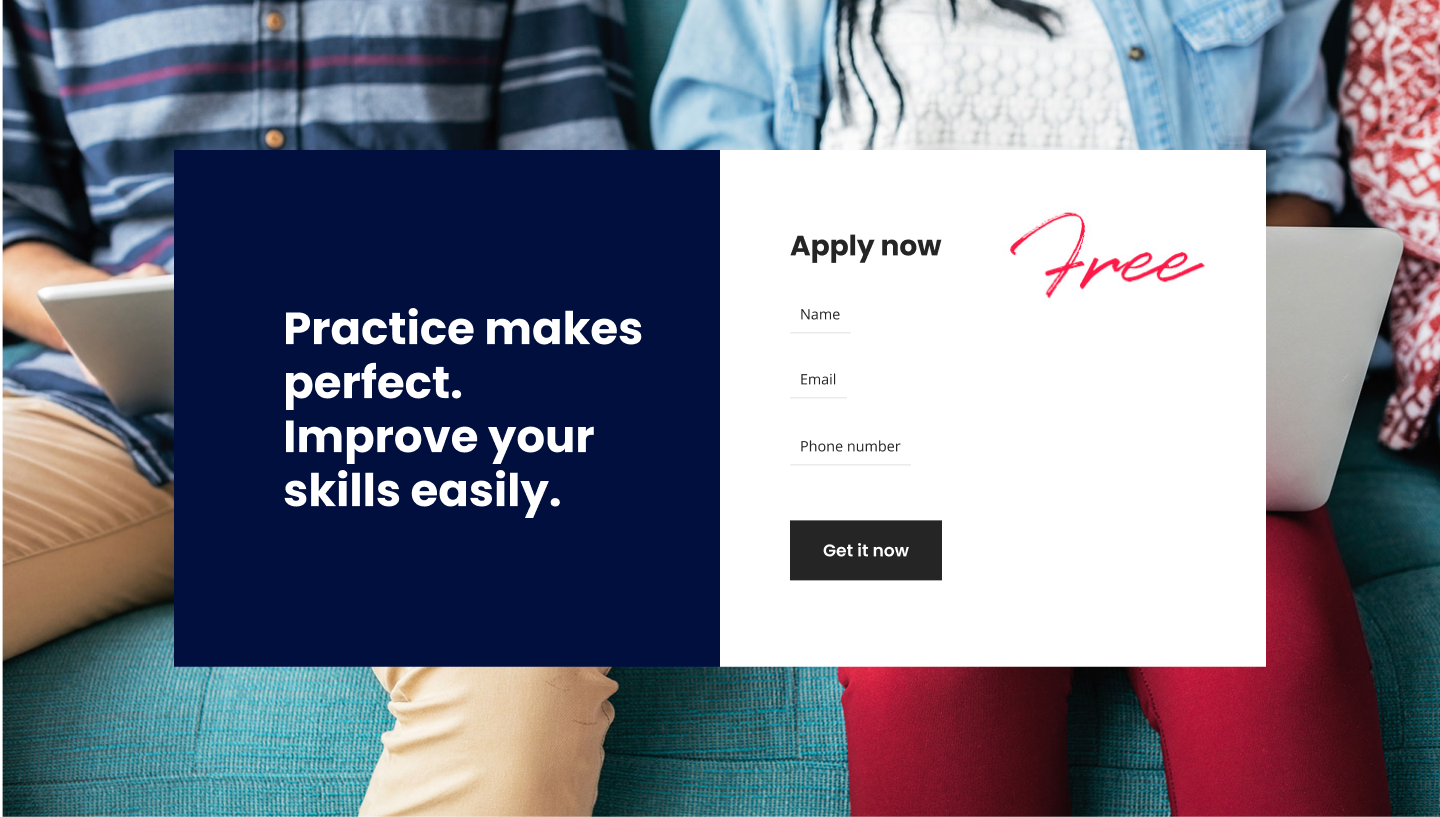 Practice makes
perfect.
Improve your
skills easily.
Apply now
Free
Name
Email
Phone number
Get it now